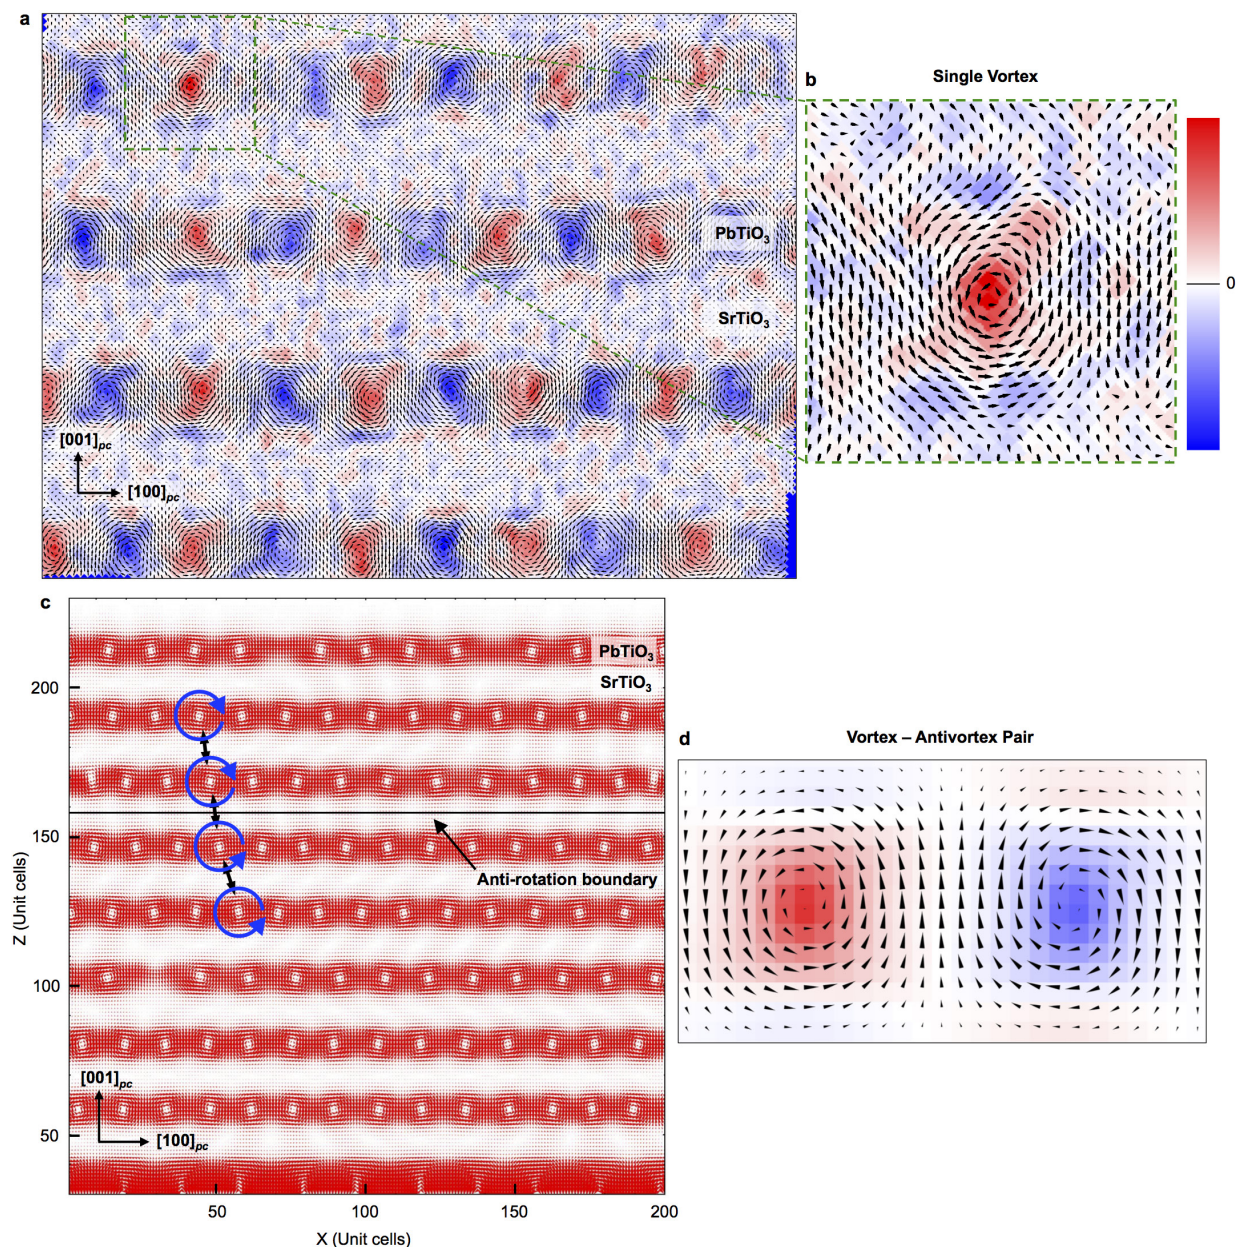 a
b
Single Vortex
0
PbTiO3
SrTiO3
[001]pc
[100]pc
c
PbTiO3
SrTiO3
200
150
100
50
Z (Unit cells)
Anti-rotation boundary
[001]pc
[100]pc
50
100
150
200
X (Unit cells)
d
Vortex – Antivortex Pair